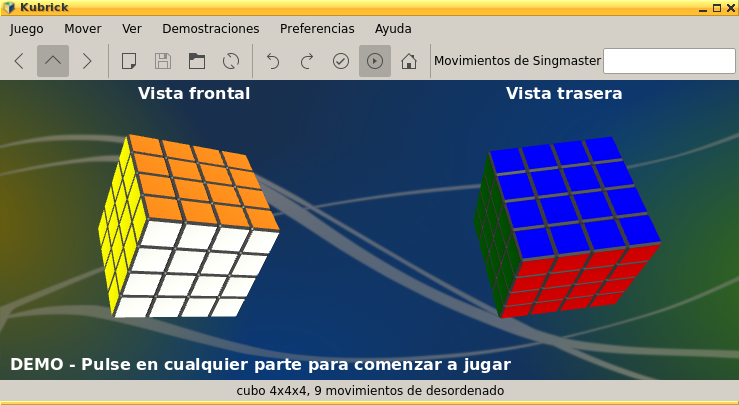 Kubrick
Juego Mover Ver Demostraciones Preferencias Ayuda
Movimientos de Singmaster
Vista frontal Vista trasera
DEMO - Pulse en cualquier parte para comenzar a jugar
cubo 4x4x4, 9 movimientos de desordenado